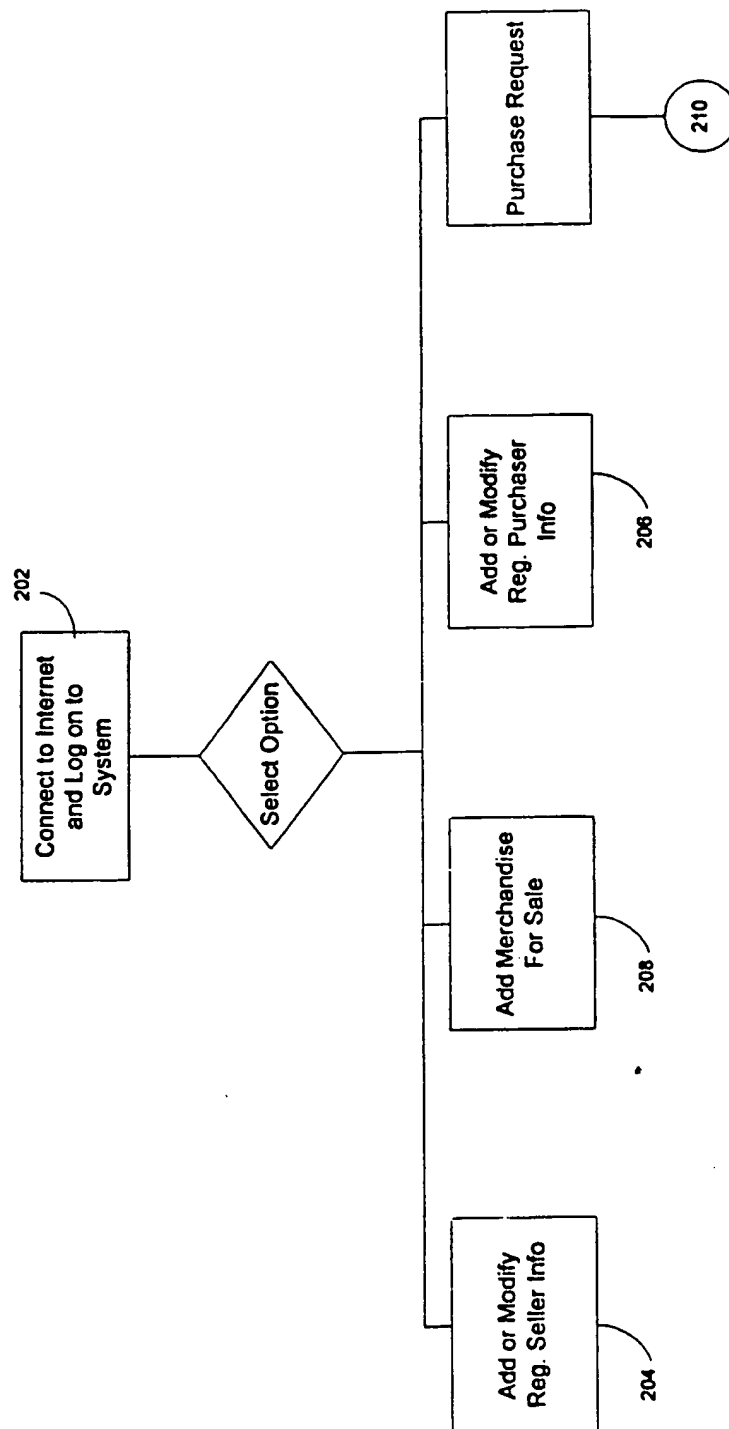 202
Connect to Internet
and Log on to
System
Select Option
Add or Modify
Reg. Seller Info
204
Add Merchandise
For Sale
208
Add or Modify
Reg. Purchaser
Info
206
Purchase Request
210